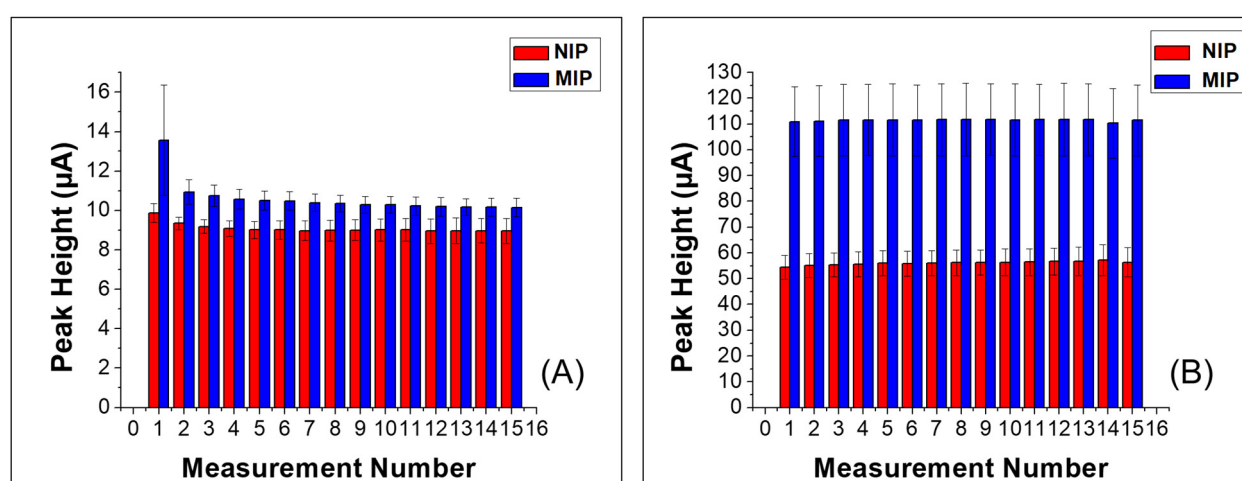 NIP
MIP
16
14
12
10
8
6
4
2
0
Peak Height (µA)
(A)
0 1 2 3 4 5 6 7 8 9 10 11 12 13 14 15 16
Measurement Number
NIP
MIP
130
120
110
100
90
80
70
60
50
40
30
20
10
0
Peak Height (µA)
(B)
0 1 2 3 4 5 6 7 8 9 10 11 12 13 14 15 16
Measurement Number